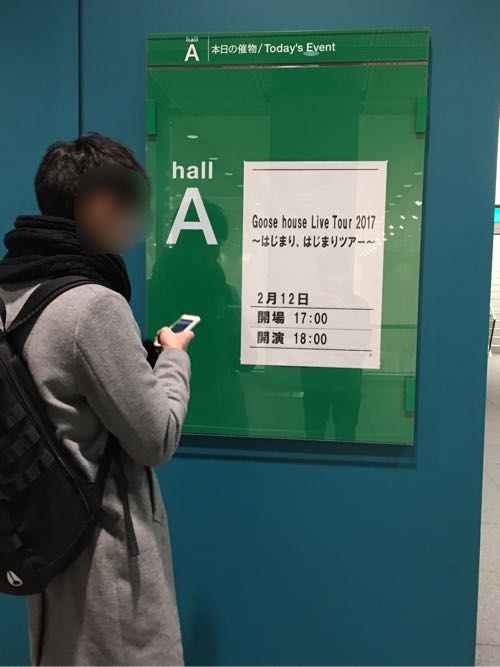 hall
A 本日の催物/Today's Event
hall
A
Goose house Live Tour 2017
~はじまり、はじまりツアー~
2月12日
開場 17:00
開演 18:00
A